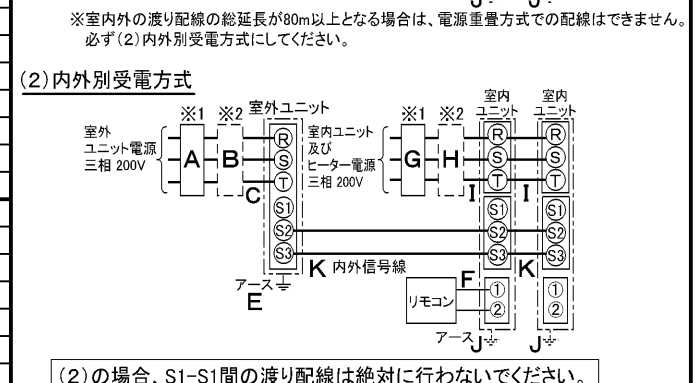 ※室内外の渡り配線の総延長が80m以上となる場合は、電源重畳方式での配線はできません。
必ず(2)内外別受電方式にしてください。
(2)内外別受電方式
※1 ※2 室外ユニット
室外
ユニット電源
三相 200V
A B C
R
S
T
S1
S2
S3
アース
E
※1 ※2
室内ユニット
及び
ヒーター電源
三相 200V
G H I I
室内
ユニット
室内
ユニット
R
S
T
S1
S2
S3
R
S
T
S1
S2
S3
K 内外信号線 K
リモコン
F
①
②
①
②
アース J J
(2)の場合、S1-S1間の渡り配線は絶対に行わないでください。